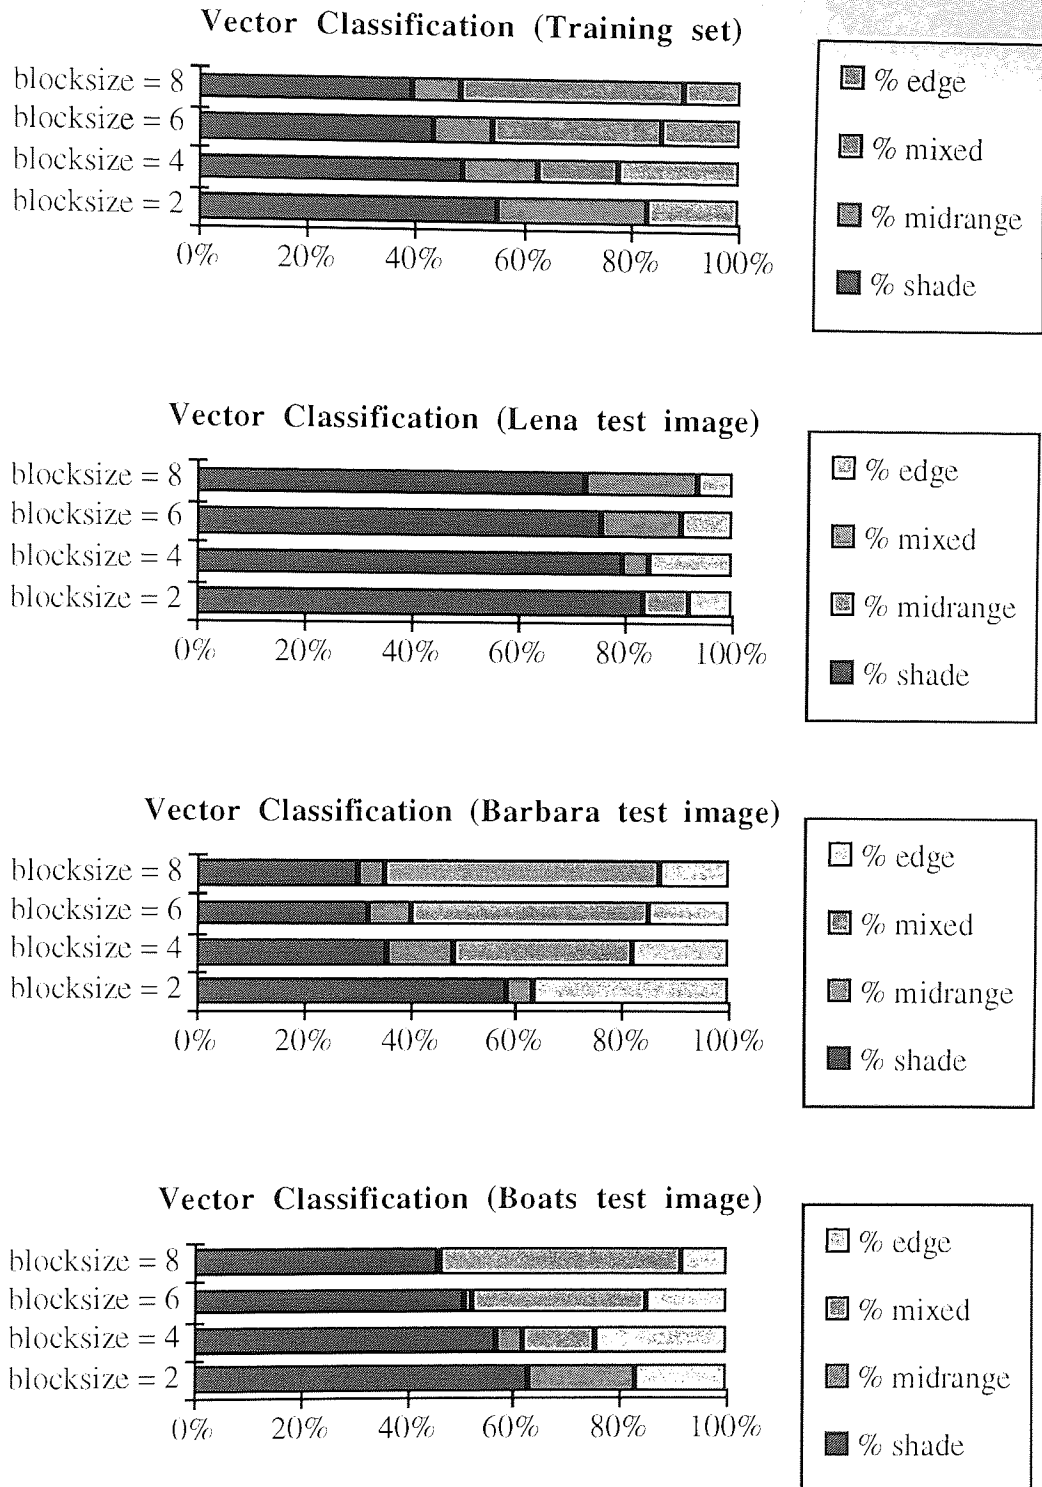 Vector Classification (Training set)
blocksize = 8
blocksize = 6
blocksize = 4
blocksize = 2
0% 20% 40% 60% 80% 100%
% edge
% mixed
% midrange
% shade
Vector Classification (Lena test image)
blocksize = 8
blocksize = 6
blocksize = 4
blocksize = 2
0% 20% 40% 60% 80% 100%
% edge
% mixed
% midrange
% shade
Vector Classification (Barbara test image)
blocksize = 8
blocksize = 6
blocksize = 4
blocksize = 2
0% 20% 40% 60% 80% 100%
% edge
% mixed
% midrange
% shade
Vector Classification (Boats test image)
blocksize = 8
blocksize = 6
blocksize = 4
blocksize = 2
0% 20% 40% 60% 80% 100%
% edge
% mixed
% midrange
% shade